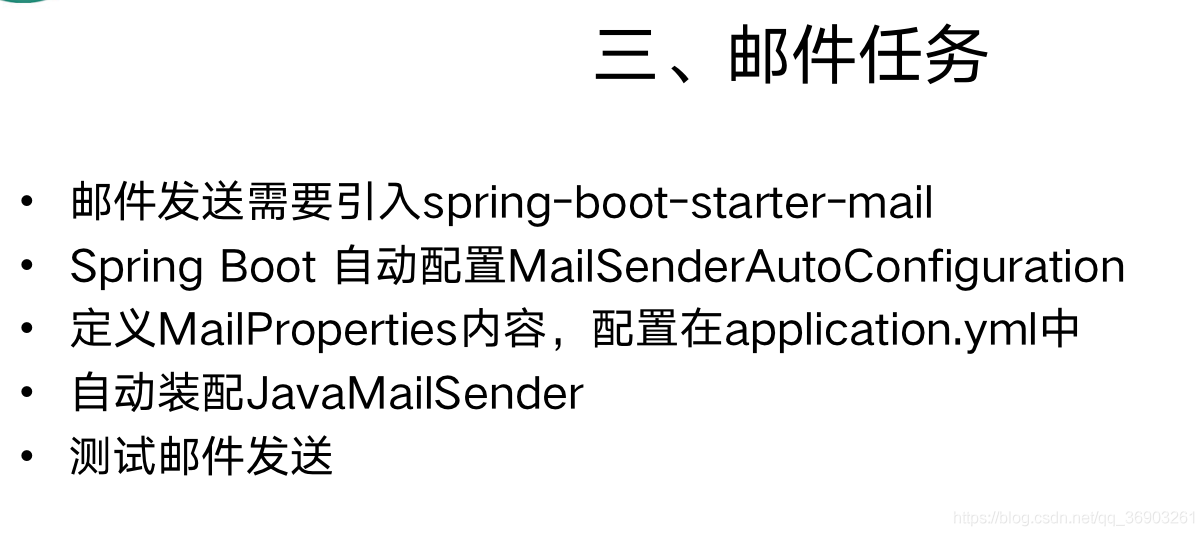 三、邮件任务
• 邮件发送需要引入spring-boot-starter-mail
• Spring Boot 自动配置MailSenderAutoConfiguration
• 定义MailProperties内容，配置在application.yml中
• 自动装配JavaMailSender
• 测试邮件发送
https://blog.csdn.net/qq_36903261